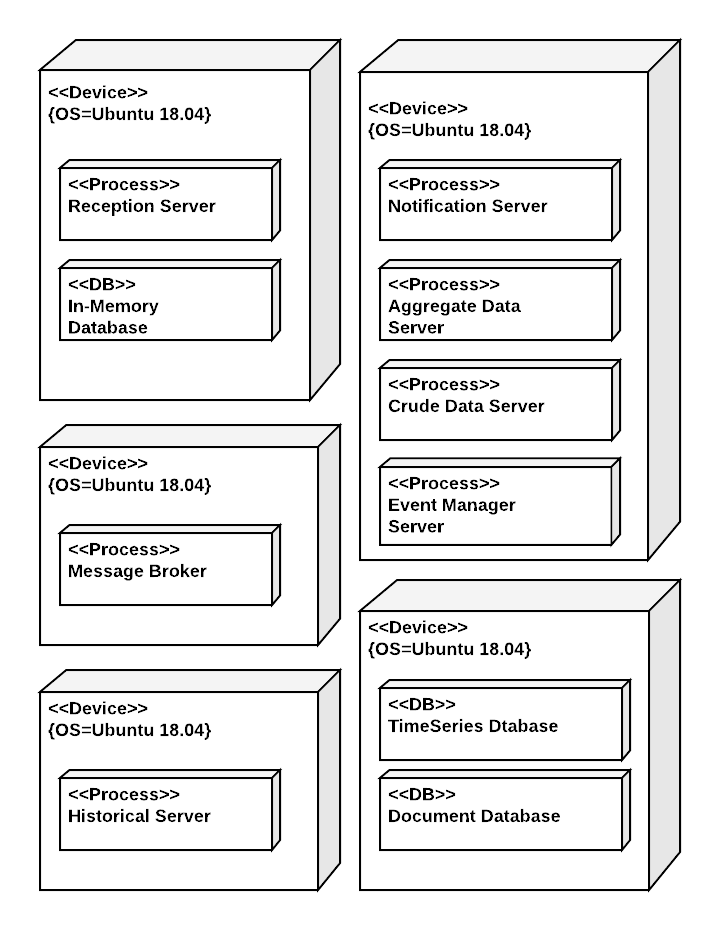 <<Device>>
{OS=Ubuntu 18.04}
<<Process>>
Reception Server
<<DB>>
In-Memory
Database
<<Device>>
{OS=Ubuntu 18.04}
<<Process>>
Message Broker
<<Device>>
{OS=Ubuntu 18.04}
<<Process>>
Historical Server
<<Device>>
{OS=Ubuntu 18.04}
<<Process>>
Notification Server
<<Process>>
Aggregate Data
Server
<<Process>>
Crude Data Server
<<Process>>
Event Manager
Server
<<Device>>
{OS=Ubuntu 18.04}
<<DB>>
TimeSeries Dtabase
<<DB>>
Document Database